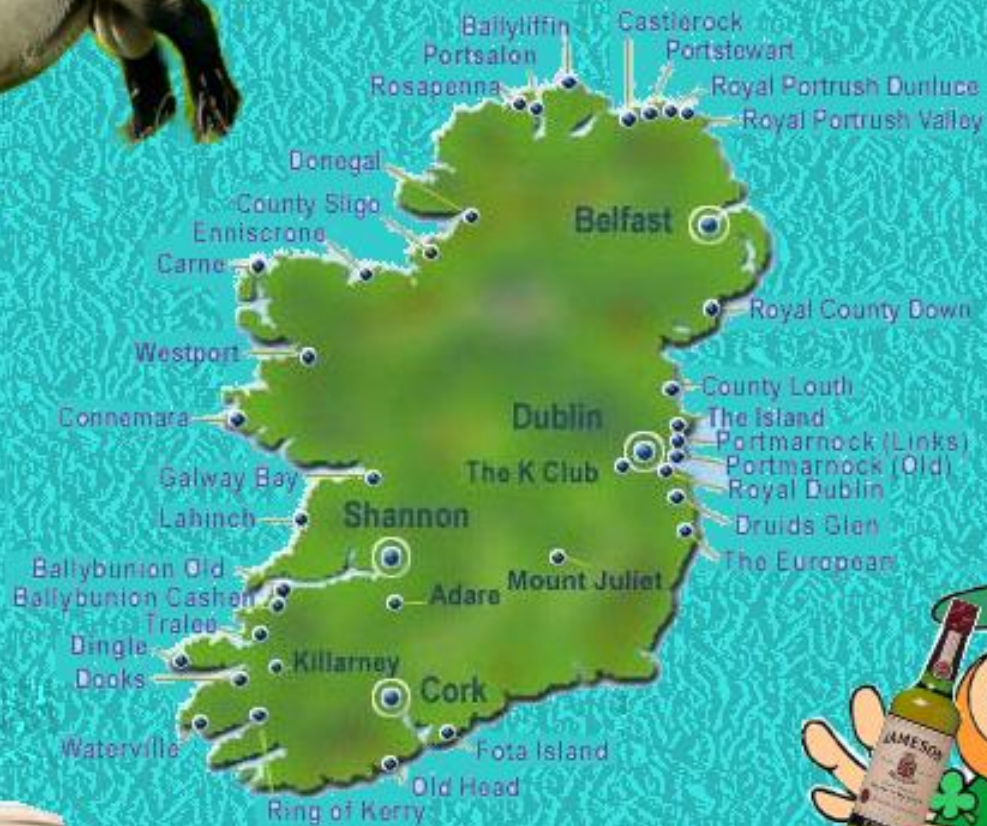 Ballyliffin
Castlerock
Portsalon
Portstewart
Rosapenna
Royal Portrush Dunluce
Royal Portrush Valley
Donegal
County Sligo
Belfast
Enniscrone
Carne
Royal County Down
Westport
County Louth
Connemara
Dublin
The Island
Portmarnock (Links)
The K Club
Portmarnock (Old)
Galway Bay
Royal Dublin
Lahinch
Shannon
Druids Glen
The European
Ballybunion Old
Mount Juliet
Ballybunion Cashen
Adare
Tralee
Dingle
Killarney
Dooks
Cork
Waterville
Fota Island
Old Head
Ring of Kerry
JAMESON